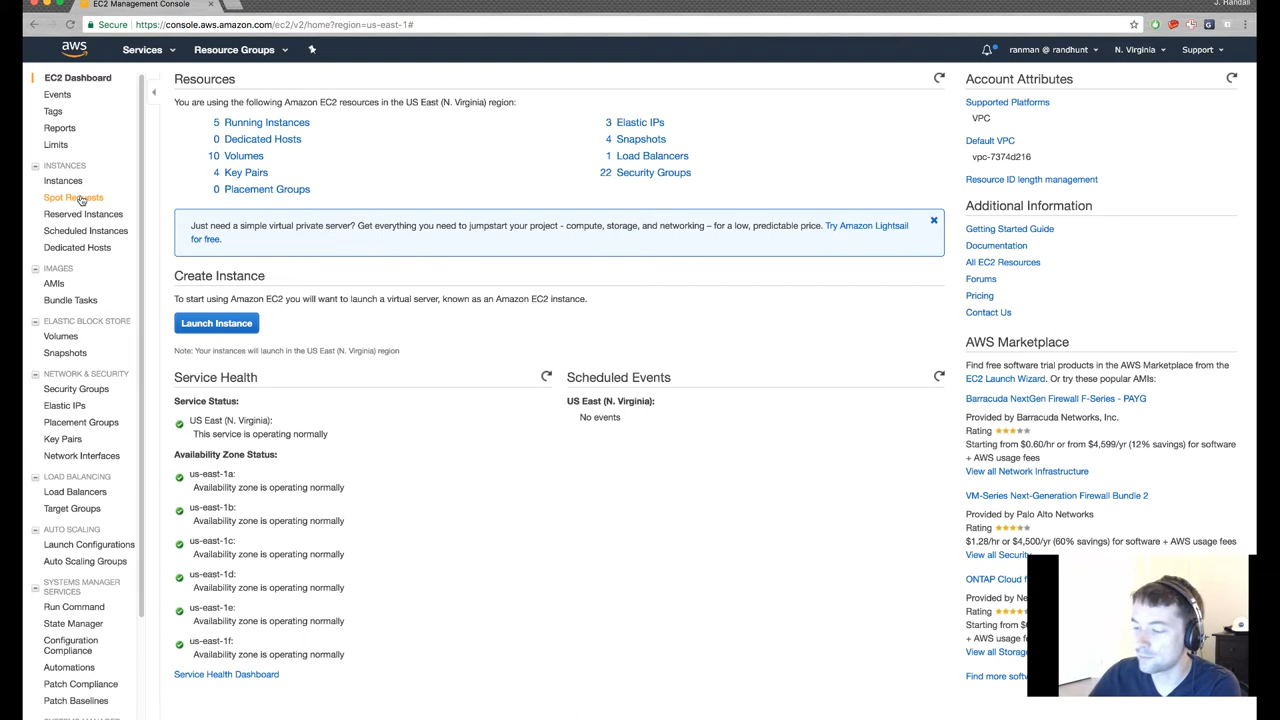 EC2 Management Console
J. Randall
Secure https://console.aws.amazon.com/ec2/v2/home?region=us-east-1#
aws
Services
Resource Groups
ranman @ randhunt
N. Virginia
Support
EC2 Dashboard
Events
Tags
Reports
Limits
INSTANCES
Instances
Spot Requests
Reserved Instances
Scheduled Instances
Dedicated Hosts
IMAGES
AMIs
Bundle Tasks
ELASTIC BLOCK STORE
Volumes
Snapshots
NETWORK & SECURITY
Security Groups
Elastic IPs
Placement Groups
Key Pairs
Network Interfaces
LOAD BALANCING
Load Balancers
Target Groups
AUTO SCALING
Launch Configurations
Auto Scaling Groups
SYSTEMS MANAGER
SERVICES
Run Command
State Manager
Configuration
Compliance
Automations
Patch Compliance
Patch Baselines
Resources
You are using the following Amazon EC2 resources in the US East (N. Virginia) region:
5 Running Instances
0 Dedicated Hosts
10 Volumes
4 Key Pairs
0 Placement Groups
3 Elastic IPs
4 Snapshots
1 Load Balancers
22 Security Groups
Just need a simple virtual private server? Get everything you need to jumpstart your project - compute, storage, and networking – for a low, predictable price. Try Amazon Lightsail
for free.
Create Instance
To start using Amazon EC2 you will want to launch a virtual server, known as an Amazon EC2 instance.
Launch Instance
Note: Your instances will launch in the US East (N. Virginia) region
Service Health
Service Status:
US East (N. Virginia):
This service is operating normally
Availability Zone Status:
us-east-1a:
Availability zone is operating normally
us-east-1b:
Availability zone is operating normally
us-east-1c:
Availability zone is operating normally
us-east-1d:
Availability zone is operating normally
us-east-1e:
Availability zone is operating normally
us-east-1f:
Availability zone is operating normally
Service Health Dashboard
Scheduled Events
US East (N. Virginia):
No events
Account Attributes
Supported Platforms
VPC
Default VPC
vpc-7374d216
Resource ID length management
Additional Information
Getting Started Guide
Documentation
All EC2 Resources
Forums
Pricing
Contact Us
AWS Marketplace
Find free software trial products in the AWS Marketplace from the
EC2 Launch Wizard. Or try these popular AMIs:
Barracuda NextGen Firewall F-Series - PAYG
Provided by Barracuda Networks, Inc.
Rating
Starting from $0.60/hr or from $4,599/yr (12% savings) for software
+ AWS usage fees
View all Network Infrastructure
VM-Series Next-Generation Firewall Bundle 2
Provided by Palo Alto Networks
Rating
$1.28/hr or $4,500/yr (60% savings) for software + AWS usage fees
View all Security
ONTAP Cloud
Provided by
Rating
Starting from
+ AWS usage
View all
Find more